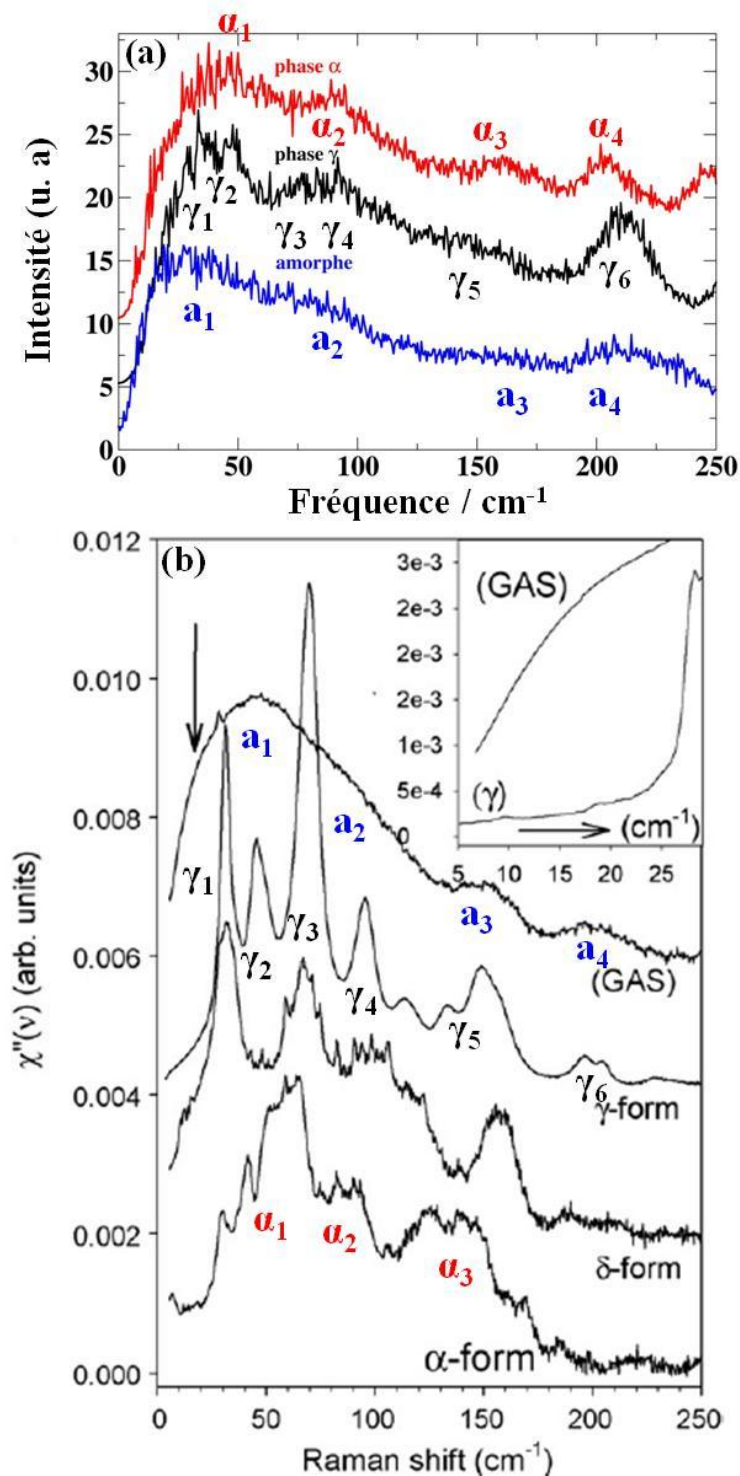 (a)
α₁
phase α
α₂
α₃
α₄
phase γ
γ₁
γ₂
γ₃
γ₄
γ₅
γ₆
amorphe
a₁
a₂
a₃
a₄
Intensité (u. a)
30
25
20
15
10
5
0
0 50 100 150 200 250
Fréquence / cm⁻¹
(b)
χ"(ν) (arb. units)
0.012
0.010
0.008
0.006
0.004
0.002
0.000
(GAS)
3e-3
2e-3
2e-3
2e-3
1e-3
5e-4
0
(γ)
(cm⁻¹)
5 10 15 20 25
a₁
a₂
a₃
a₄
(GAS)
γ₁
γ₂
γ₃
γ₄
γ₅
γ₆
γ-form
δ-form
α₁
α₂
α₃
α-form
0 50 100 150 200 250
Raman shift (cm⁻¹)